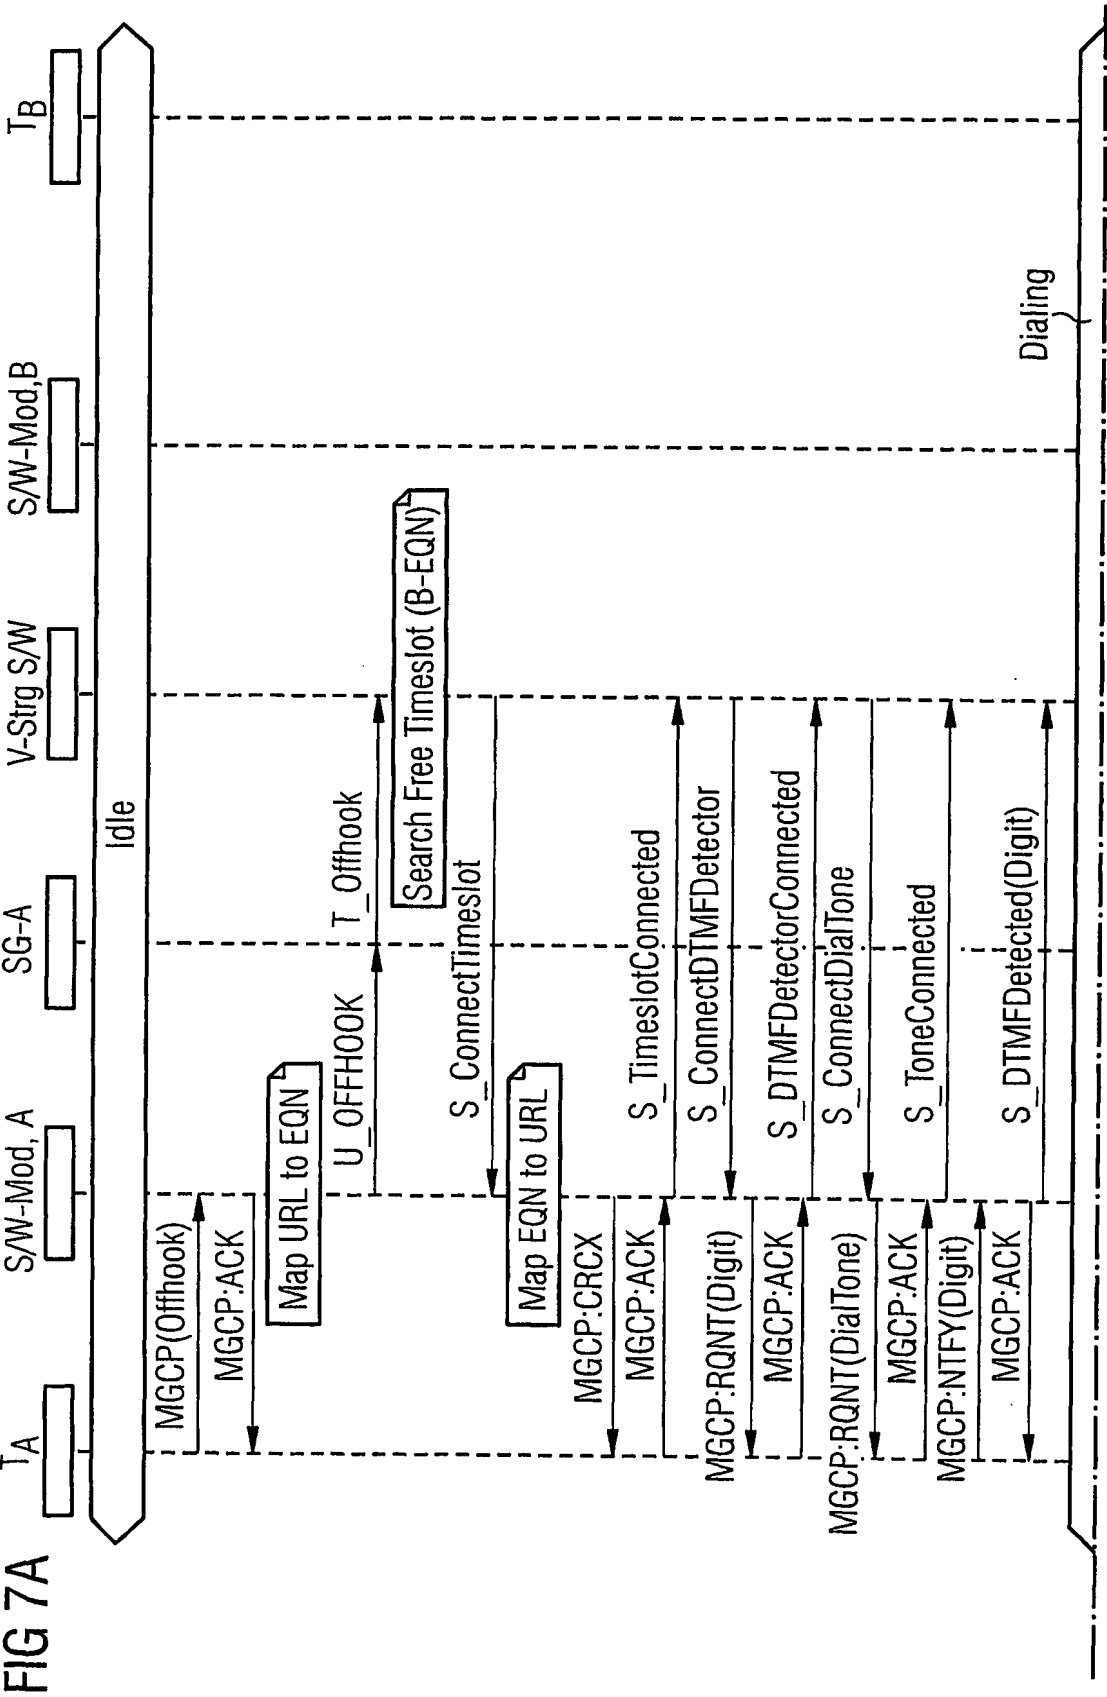 FIG 7A
TA
S/W-Mod, A
SG-A
V-Strg S/W
S/W-Mod,B
TB
Idle
MGCP(Offhook)
MGCP:ACK
Map URL to EQN
U_OFFHOOK
T_Offhook
Search Free Timeslot (B-EQN)
S_ConnectTimeslot
Map EQN to URL
MGCP:CRCX
MGCP:ACK
S_TimeslotConnected
S_ConnectDTMFDetector
MGCP:RQNT(Digit)
MGCP:ACK
S_DTMFDetectorConnected
S_ConnectDialTone
MGCP:RQNT(DialTone)
MGCP:ACK
S_ToneConnected
MGCP:NTFY(Digit)
MGCP:ACK
S_DTMFDetected(Digit)
Dialing